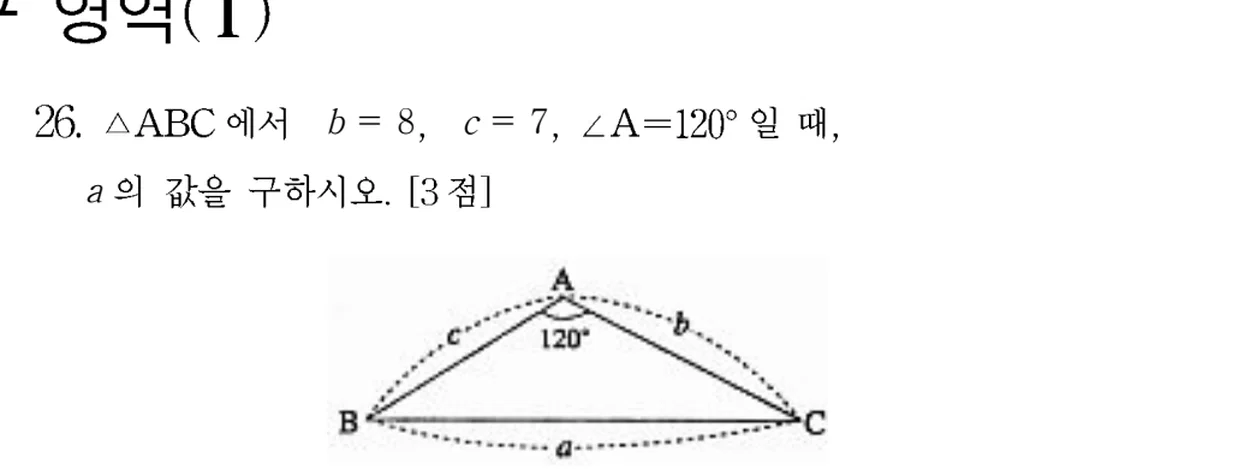 영역(1)
26. △ABC 에서 b = 8, c = 7, ∠A=120° 일 때,
a 의 값을 구하시오. [3 점]
A
c 120° b
B C
a